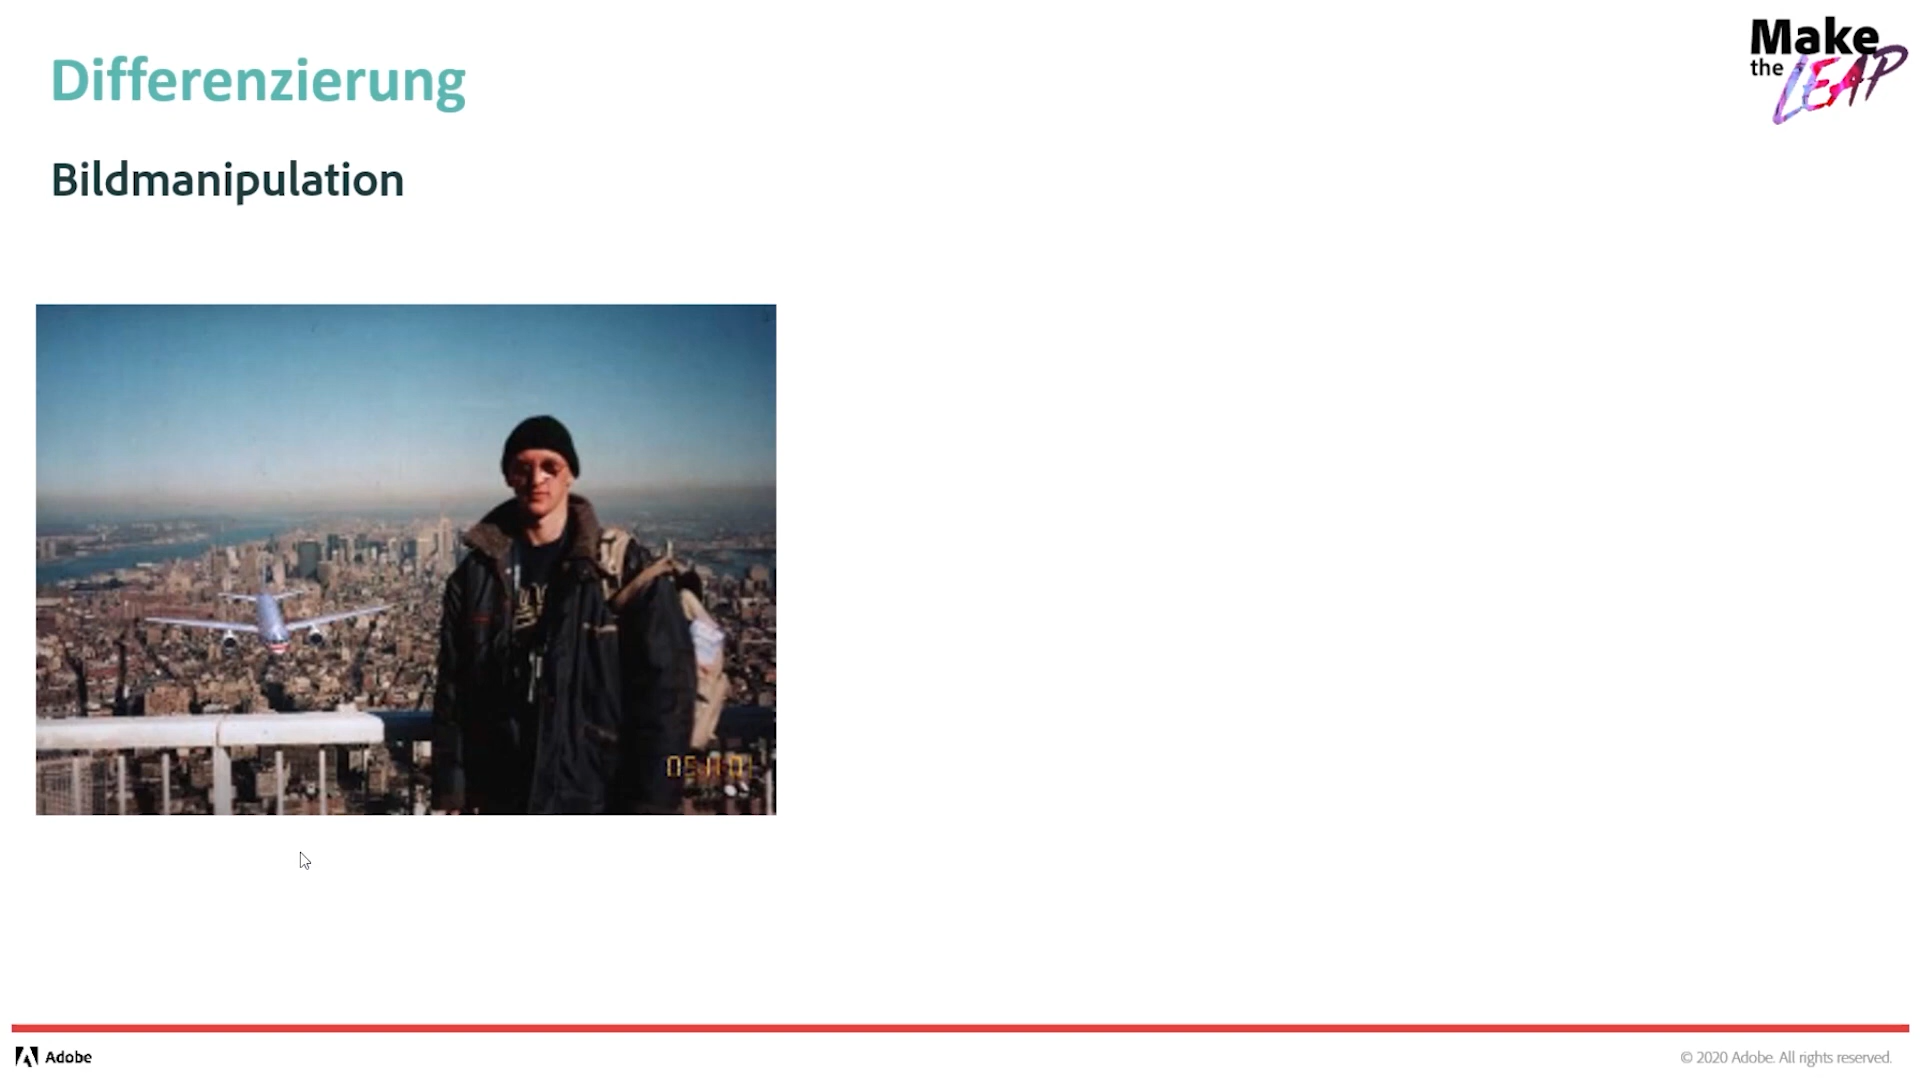 Differenzierung
Make
the LEAP
Bildmanipulation
Adobe
© 2020 Adobe. All rights reserved.